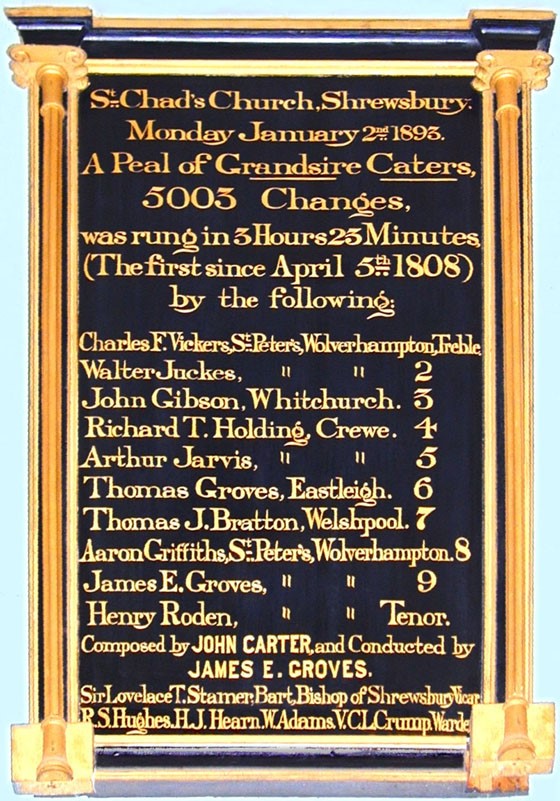 St. Chad's Church, Shrewsbury.
Monday January 2nd 1893.
A Peal of Grandsire Caters,
5003 Changes,
was rung in 3 Hours 23 Minutes,
(The first since April 5th 1808)
by the following:
Charles F. Vickers, St. Peter's, Wolverhampton, Treble.
Walter Juckes, " " 2
John Gibson, Whitchurch. 3
Richard T. Holding, Crewe. 4
Arthur Jarvis, " " 5
Thomas Groves, Eastleigh. 6
Thomas J. Bratton, Welshpool. 7
Aaron Griffiths, St. Peter's, Wolverhampton. 8
James E. Groves, " " 9
Henry Roden, " " Tenor.
Composed by JOHN CARTER, and Conducted by
JAMES E. GROVES.
Sir Lovelace T. Stamer, Bart, Bishop of Shrewsbury Vicar
R.S. Hughes. H.J. Hearn. W. Adams. V.C.L. Crump. Warde